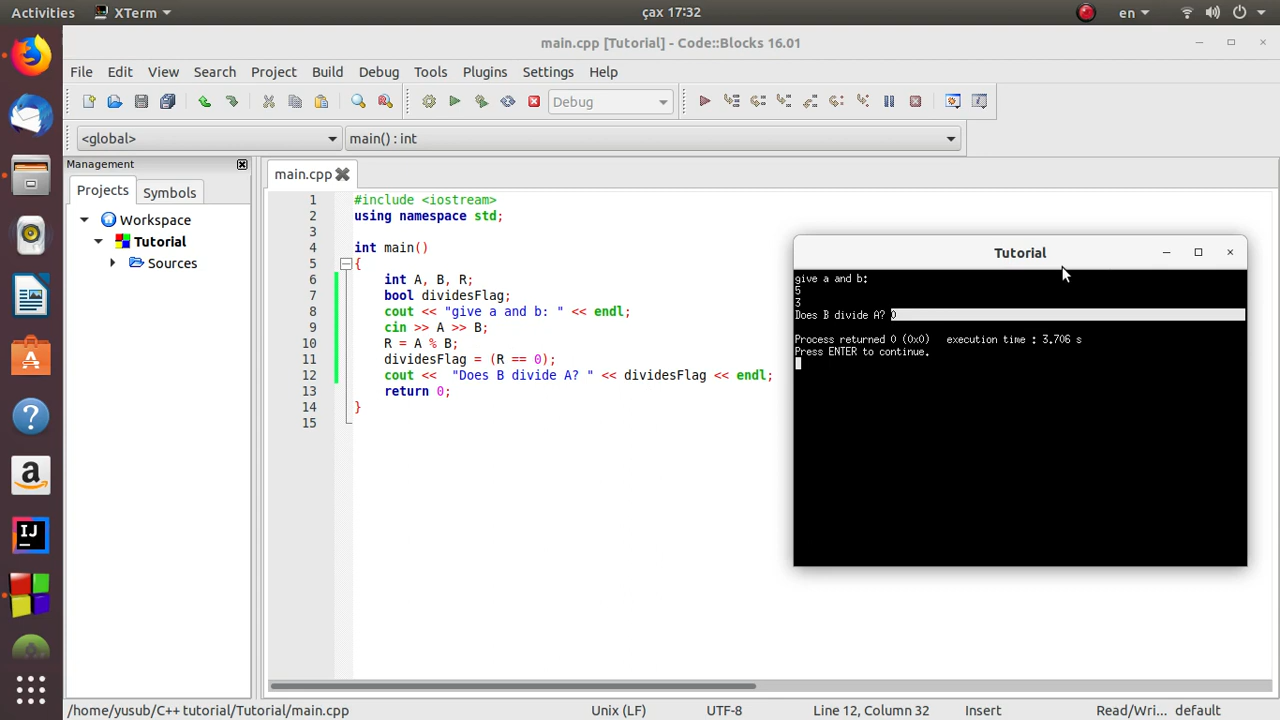 Activities XTerm çax 17:32 en
main.cpp [Tutorial] - Code::Blocks 16.01
File Edit View Search Project Build Debug Tools Plugins Settings Help
Debug
<global> main() : int
Management
Projects Symbols
Workspace
Tutorial
Sources
main.cpp
1 #include <iostream>
2 using namespace std;
3
4 int main()
5 {
6 int A, B, R;
7 bool dividesFlag;
8 cout << "give a and b: " << endl;
9 cin >> A >> B;
10 R = A % B;
11 dividesFlag = (R == 0);
12 cout << "Does B divide A? " << dividesFlag << endl;
13 return 0;
14 }
15
Tutorial
give a and b:
5
3
Does B divide A? 0
Process returned 0 (0x0) execution time : 3.706 s
Press ENTER to continue.
a
IJ
/home/yusub/C++ tutorial/Tutorial/main.cpp Unix (LF) UTF-8 Line 12, Column 32 Insert Read/Wri... default